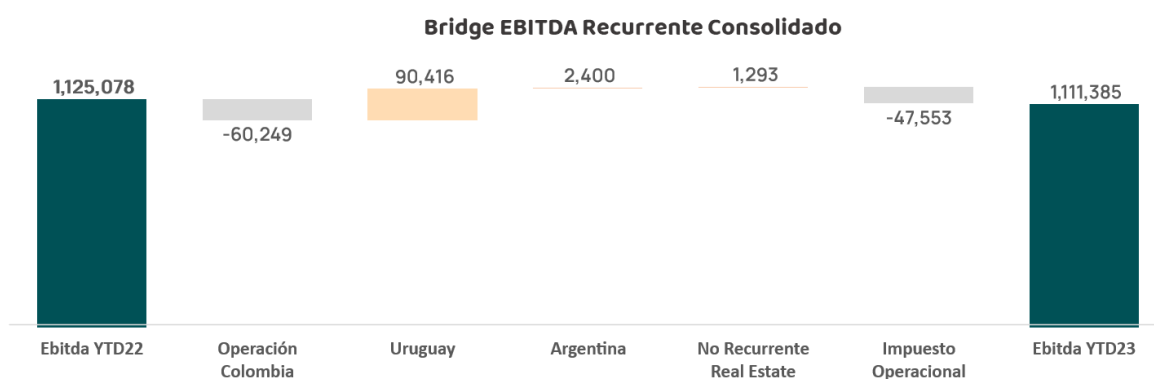 Bridge EBITDA Recurrente Consolidado
1,125,078
-60,249
90,416
2,400
1,293
-47,553
1,111,385
Ebitda YTD22
Operación
Colombia
Uruguay
Argentina
No Recurrente
Real Estate
Impuesto
Operacional
Ebitda YTD23